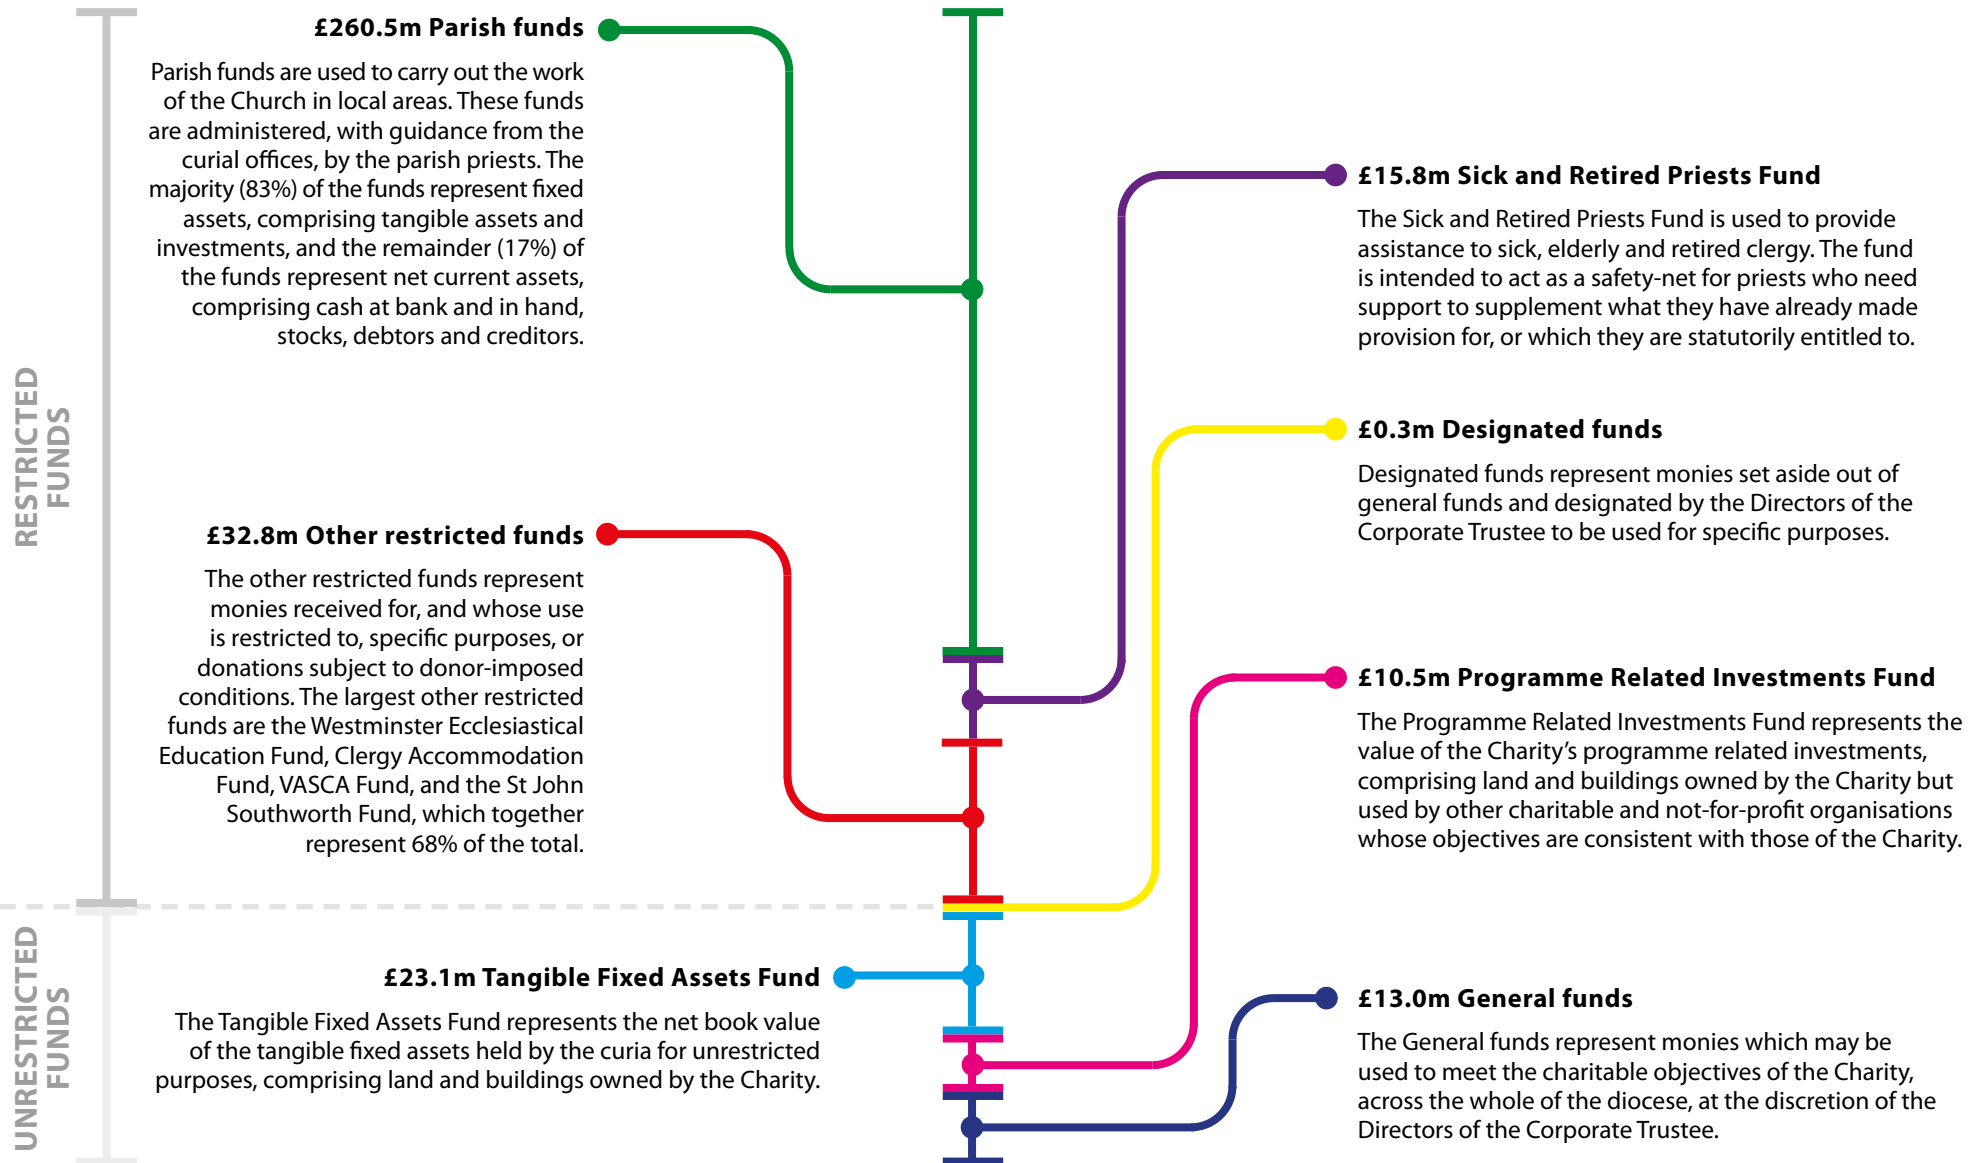 RESTRICTED
FUNDS
£260.5m Parish funds
Parish funds are used to carry out the work
of the Church in local areas. These funds
are administered, with guidance from the
curial offices, by the parish priests. The
majority (83%) of the funds represent fixed
assets, comprising tangible assets and
investments, and the remainder (17%) of
the funds represent net current assets,
comprising cash at bank and in hand,
stocks, debtors and creditors.
£15.8m Sick and Retired Priests Fund
The Sick and Retired Priests Fund is used to provide
assistance to sick, elderly and retired clergy. The fund
is intended to act as a safety-net for priests who need
support to supplement what they have already made
provision for, or which they are statutorily entitled to.
£32.8m Other restricted funds
The other restricted funds represent
monies received for, and whose use
is restricted to, specific purposes, or
donations subject to donor-imposed
conditions. The largest other restricted
funds are the Westminster Ecclesiastical
Education Fund, Clergy Accommodation
Fund, VASCA Fund, and the St John
Southworth Fund, which together
represent 68% of the total.
£0.3m Designated funds
Designated funds represent monies set aside out of
general funds and designated by the Directors of the
Corporate Trustee to be used for specific purposes.
£10.5m Programme Related Investments Fund
The Programme Related Investments Fund represents the
value of the Charity’s programme related investments,
comprising land and buildings owned by the Charity but
used by other charitable and not-for-profit organisations
whose objectives are consistent with those of the Charity.
UNRESTRICTED
FUNDS
£23.1m Tangible Fixed Assets Fund
The Tangible Fixed Assets Fund represents the net book value
of the tangible fixed assets held by the curia for unrestricted
purposes, comprising land and buildings owned by the Charity.
£13.0m General funds
The General funds represent monies which may be
used to meet the charitable objectives of the Charity,
across the whole of the diocese, at the discretion of the
Directors of the Corporate Trustee.